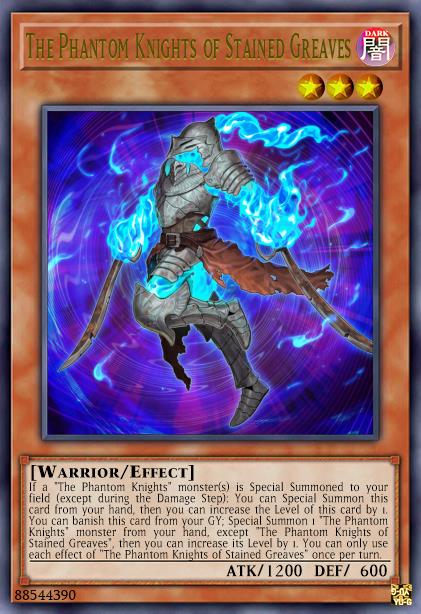 The Phantom Knights of Stained Greaves
DARK
闇
[Warrior/Effect]
If a "The Phantom Knights" monster(s) is Special Summoned to your
field (except during the Damage Step): You can Special Summon this
card from your hand, then you can increase the Level of this card by 1.
You can banish this card from your GY; Special Summon 1 "The Phantom
Knights" monster from your hand, except "The Phantom Knights of
Stained Greaves", then you can increase its Level by 1. You can only use
each effect of "The Phantom Knights of Stained Greaves" once per turn.
ATK/1200 DEF/ 600
88544390